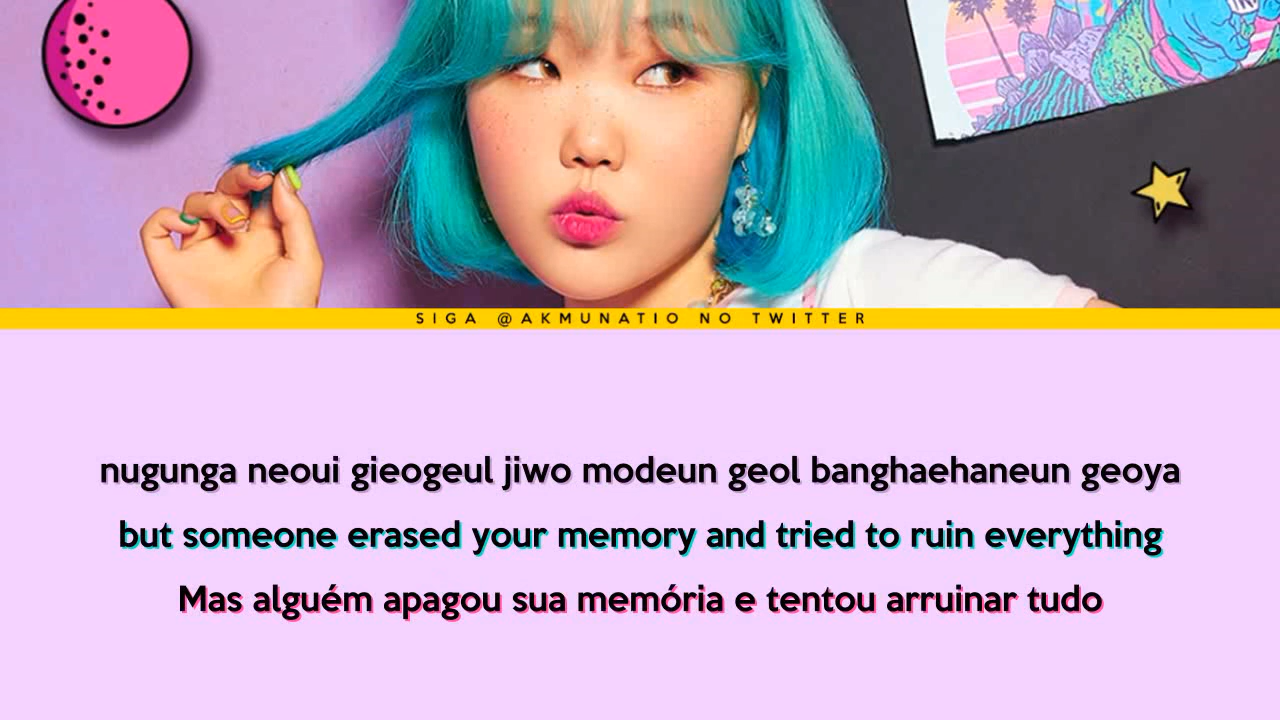 SIGA @AKMUNATIO NO TWITTER
nugunga neoui gieogeul jiwo modeun geol banghaehaneun geoya
but someone erased your memory and tried to ruin everything
Mas alguém apagou sua memória e tentou arruinar tudo